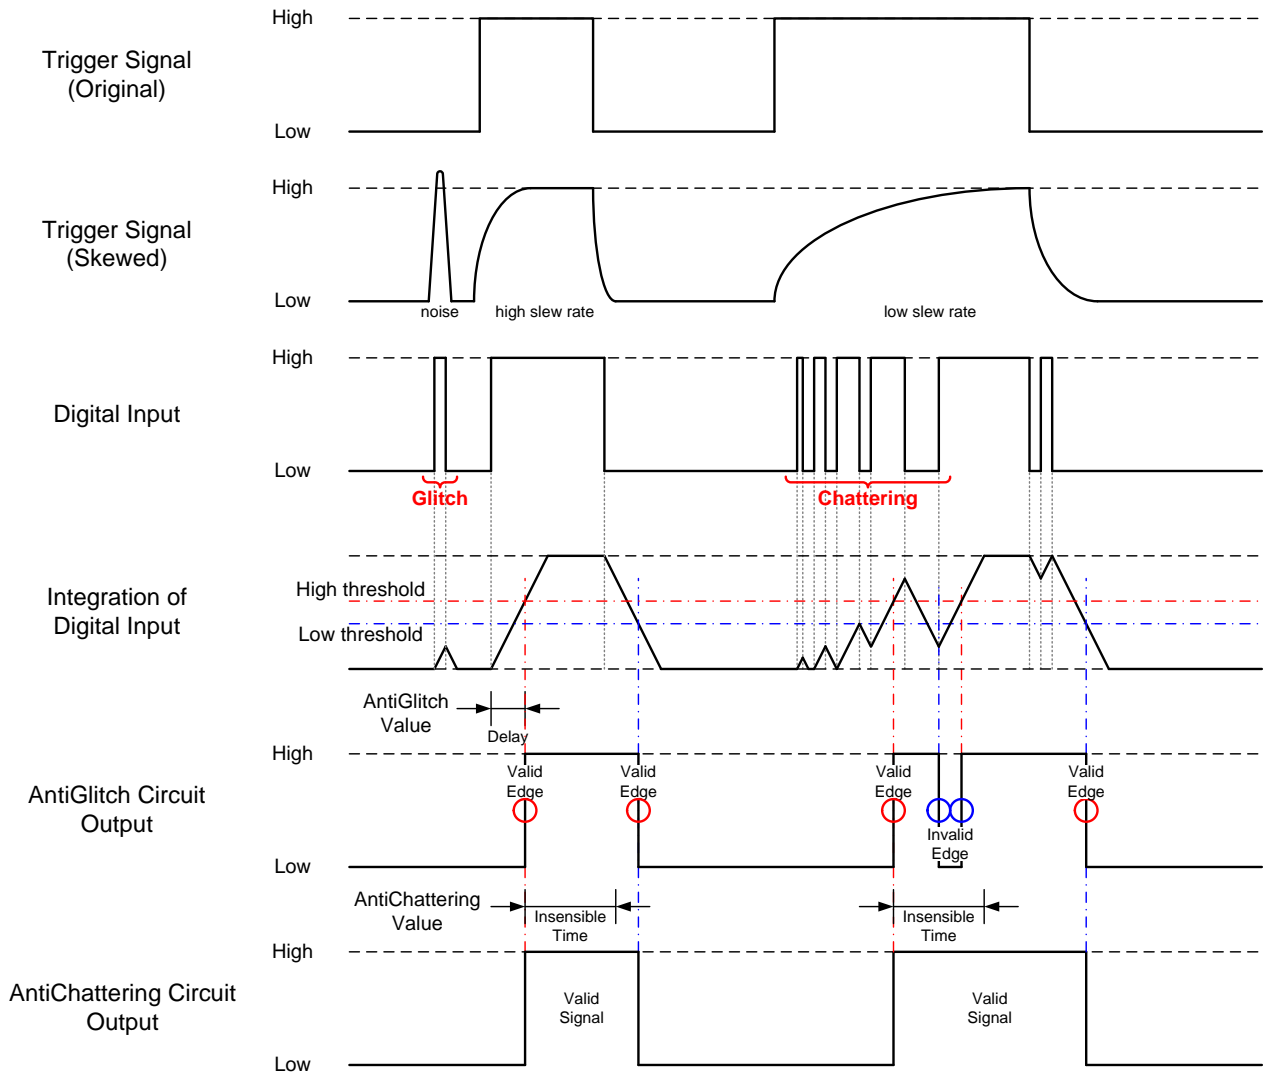 High
Trigger Signal
(Original)
Low
High
Trigger Signal
(Skewed)
Low
noise
high slew rate
low slew rate
High
Digital Input
Low
Glitch
Chattering
High threshold
Integration of
Digital Input
Low threshold
AntiGlitch
Value
Delay
High
Valid
Edge
Valid
Edge
Valid
Edge
Valid
Edge
AntiGlitch Circuit
Output
Invalid
Edge
Low
AntiChattering
Value
Insensible
Time
Insensible
Time
High
AntiChattering Circuit
Output
Valid
Signal
Valid
Signal
Low